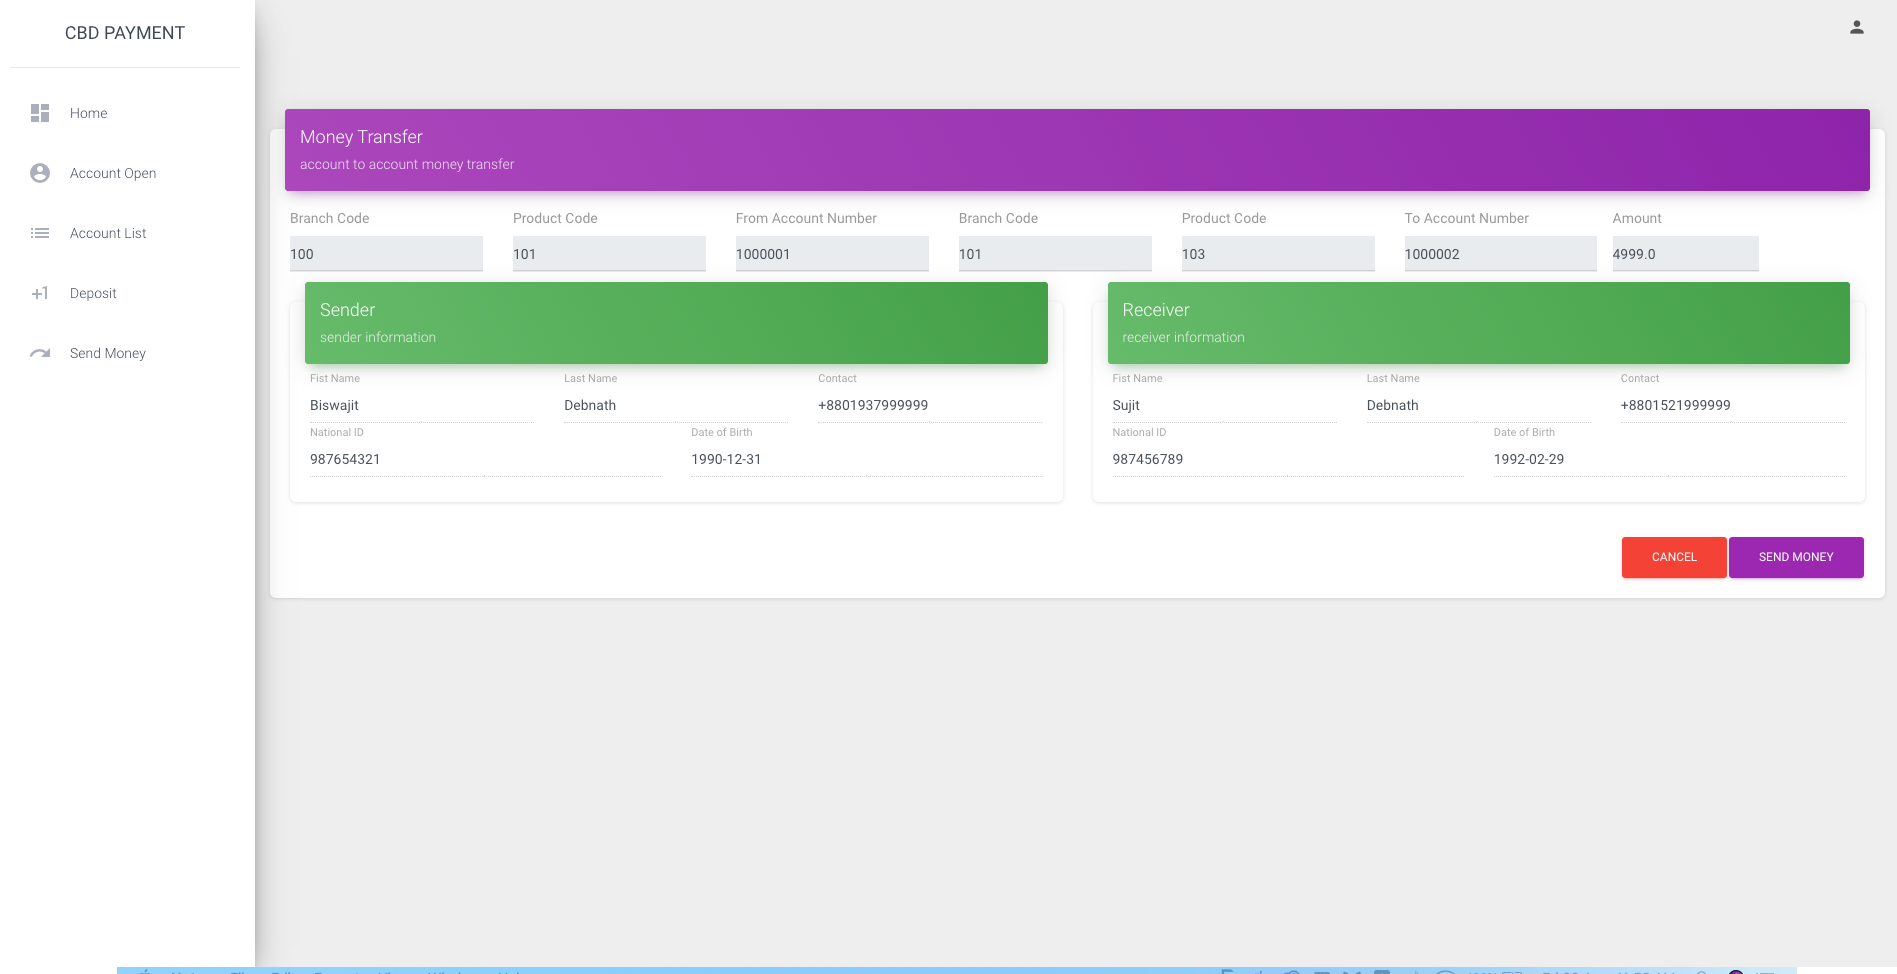 CBD PAYMENT
Home
Account Open
Account List
Deposit
Send Money
Money Transfer
account to account money transfer
Branch Code Product Code From Account Number Branch Code Product Code To Account Number Amount
100 101 1000001 101 103 1000002 4999.0
Sender
sender information
Fist Name Last Name Contact
Biswajit Debnath +8801937999999
National ID Date of Birth
987654321 1990-12-31
Receiver
receiver information
Fist Name Last Name Contact
Sujit Debnath +8801521999999
National ID Date of Birth
987456789 1992-02-29
CANCEL SEND MONEY